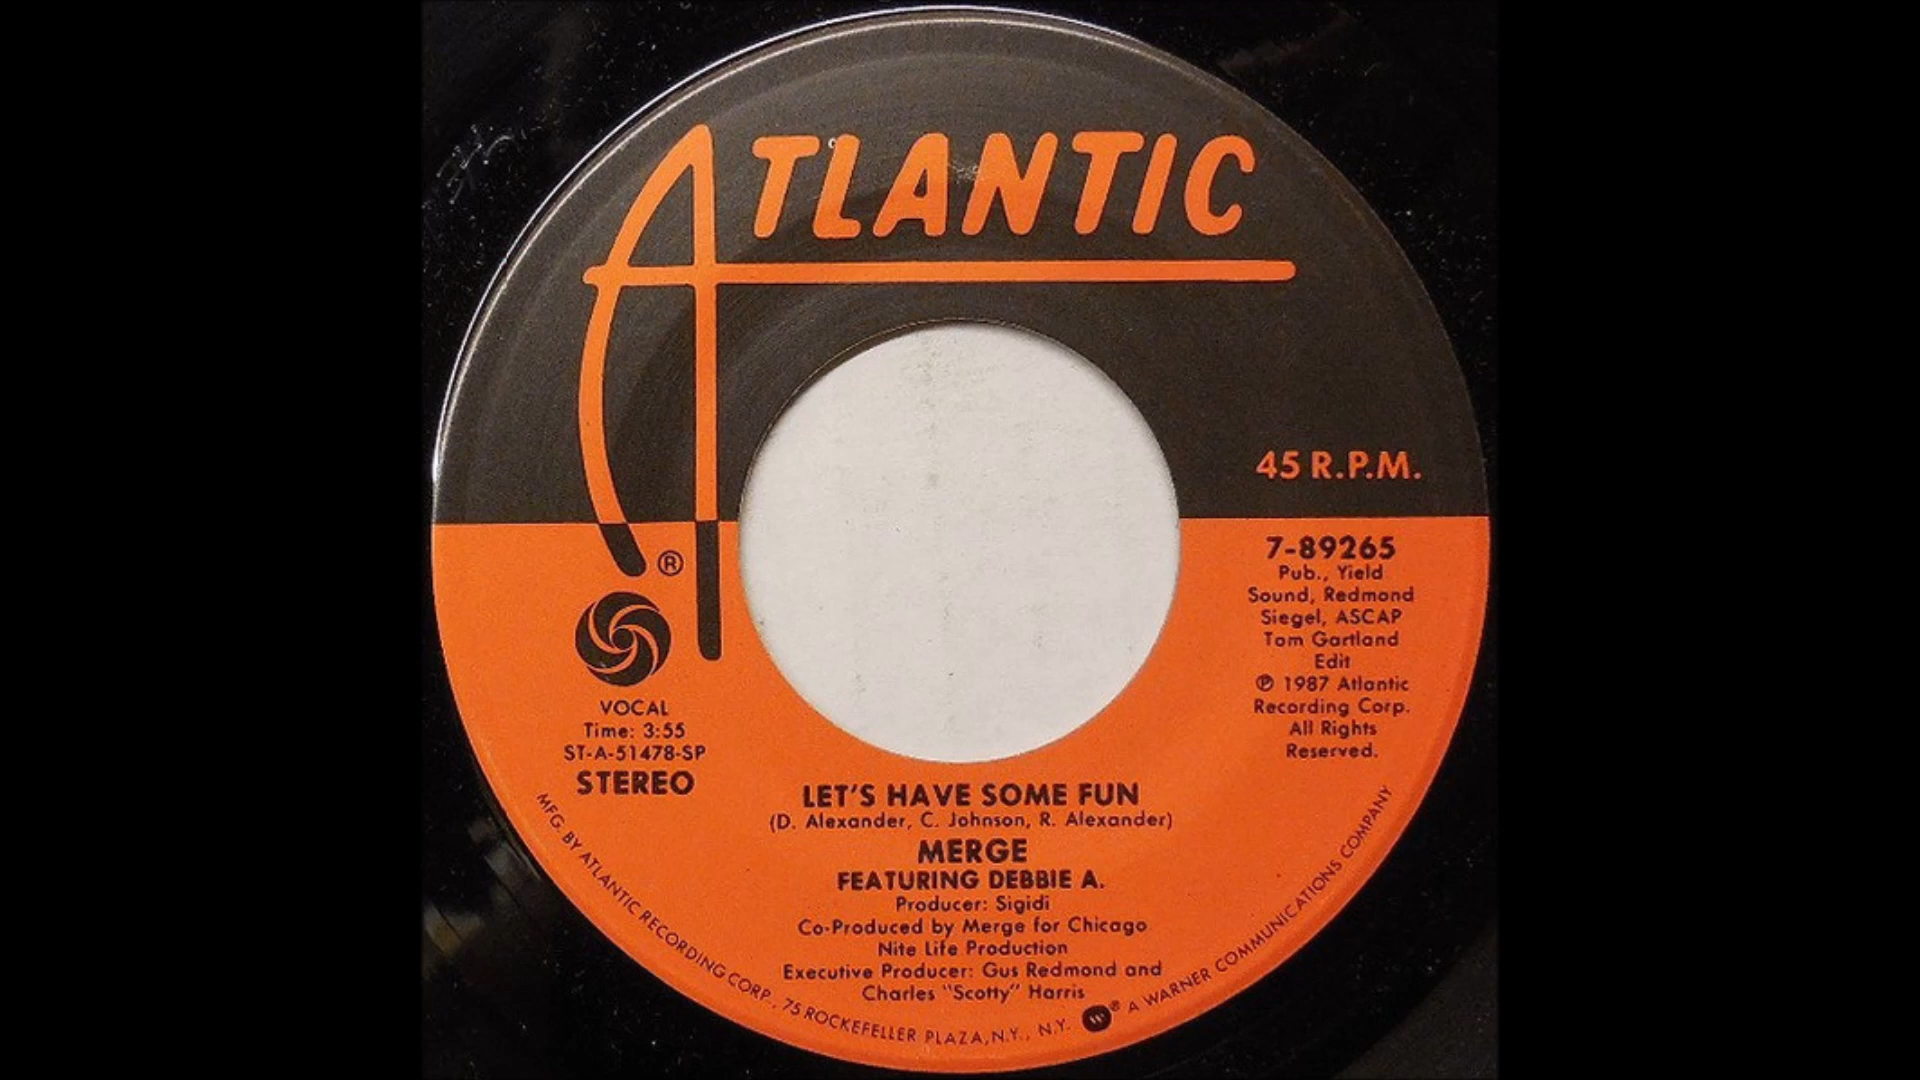 ATLANTIC
45 R.P.M.
®
7-89265
Pub., Yield
Sound, Redmond
Siegel, ASCAP
Tom Gartland
Edit
℗ 1987 Atlantic
Recording Corp.
All Rights
Reserved.
VOCAL
Time: 3:55
ST-A-51478-SP
STEREO
LET'S HAVE SOME FUN
(D. Alexander, C. Johnson, R. Alexander)
MERGE
FEATURING DEBBIE A.
Producer: Sigidi
Co-Produced by Merge for Chicago
Nite Life Production
Executive Producer: Gus Redmond and
Charles "Scotty" Harris
MFG. BY ATLANTIC RECORDING CORP., 75 ROCKEFELLER PLAZA, N.Y., N.Y. W ® A WARNER COMMUNICATIONS COMPANY